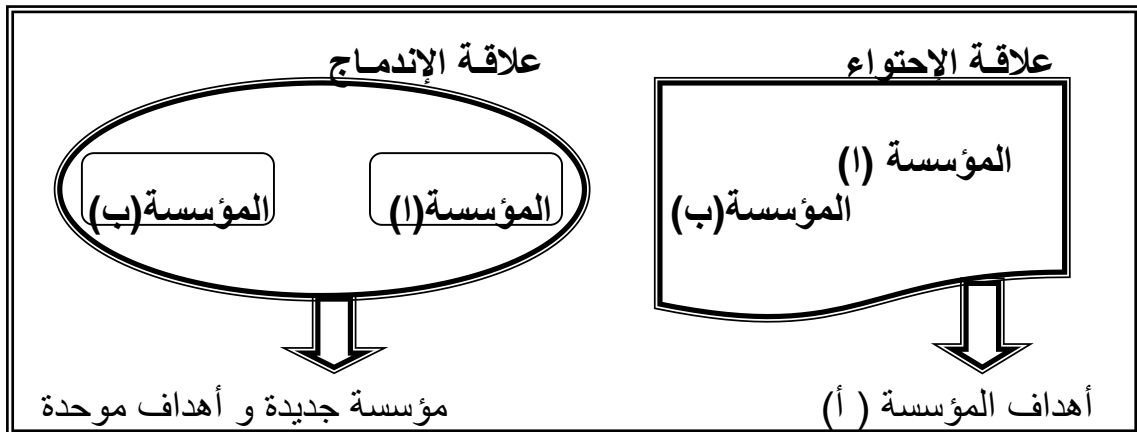 علاقة الإحتواء
المؤسسة (ا)
المؤسسة(ب)
أهداف المؤسسة ( أ)
علاقة الإندماج
المؤسسة(ا)
المؤسسة(ب)
مؤسسة جديدة و أهداف موحدة